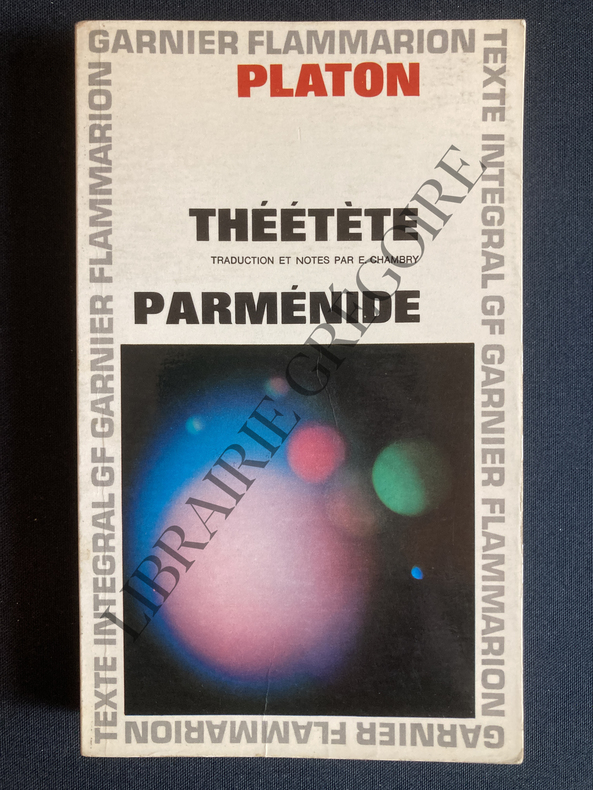 GARNIER FLAMMARION
PLATON
THÉÉTÈTE
TRADUCTION ET NOTES PAR E. CHAMBRY
PARMÉNIDE
TEXTE INTEGRAL GF GARNIER FLAMMARION
GARNIER FLAMMARION
TEXTE INTEGRAL GF GARNIER FLAMMARION
LIBRAIRIE GRÉGOIRE